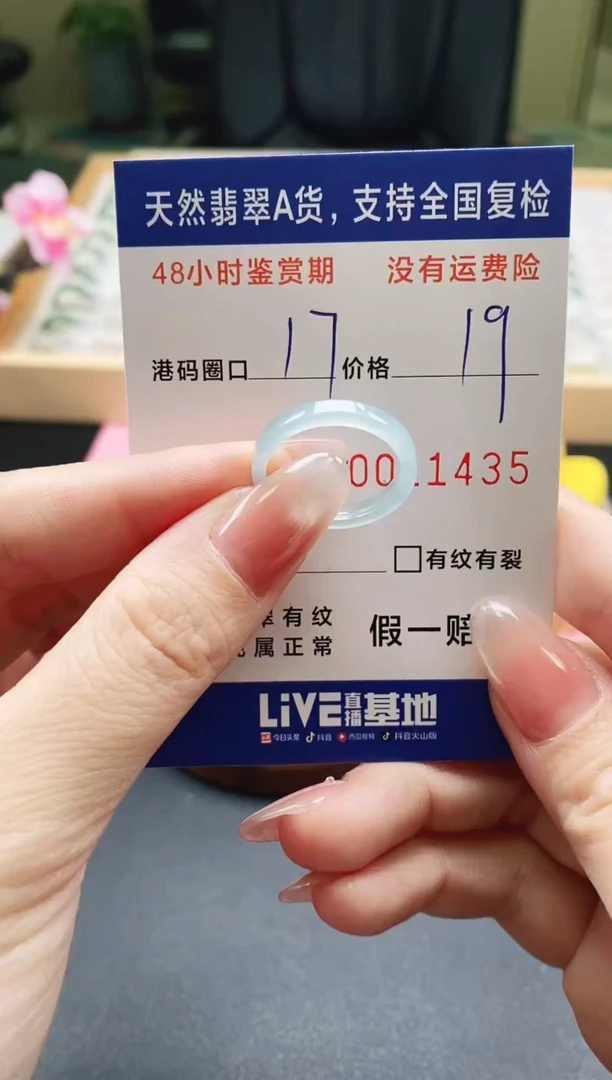 天然翡翠A货，支持全国复检
48小时鉴赏期 没有运费险
港码圈口 17 价格 19
00 1435
□有纹有裂
有纹
属正常 假一赔
LiVE直播基地
今日头条 抖音 西瓜视频 抖音火山版